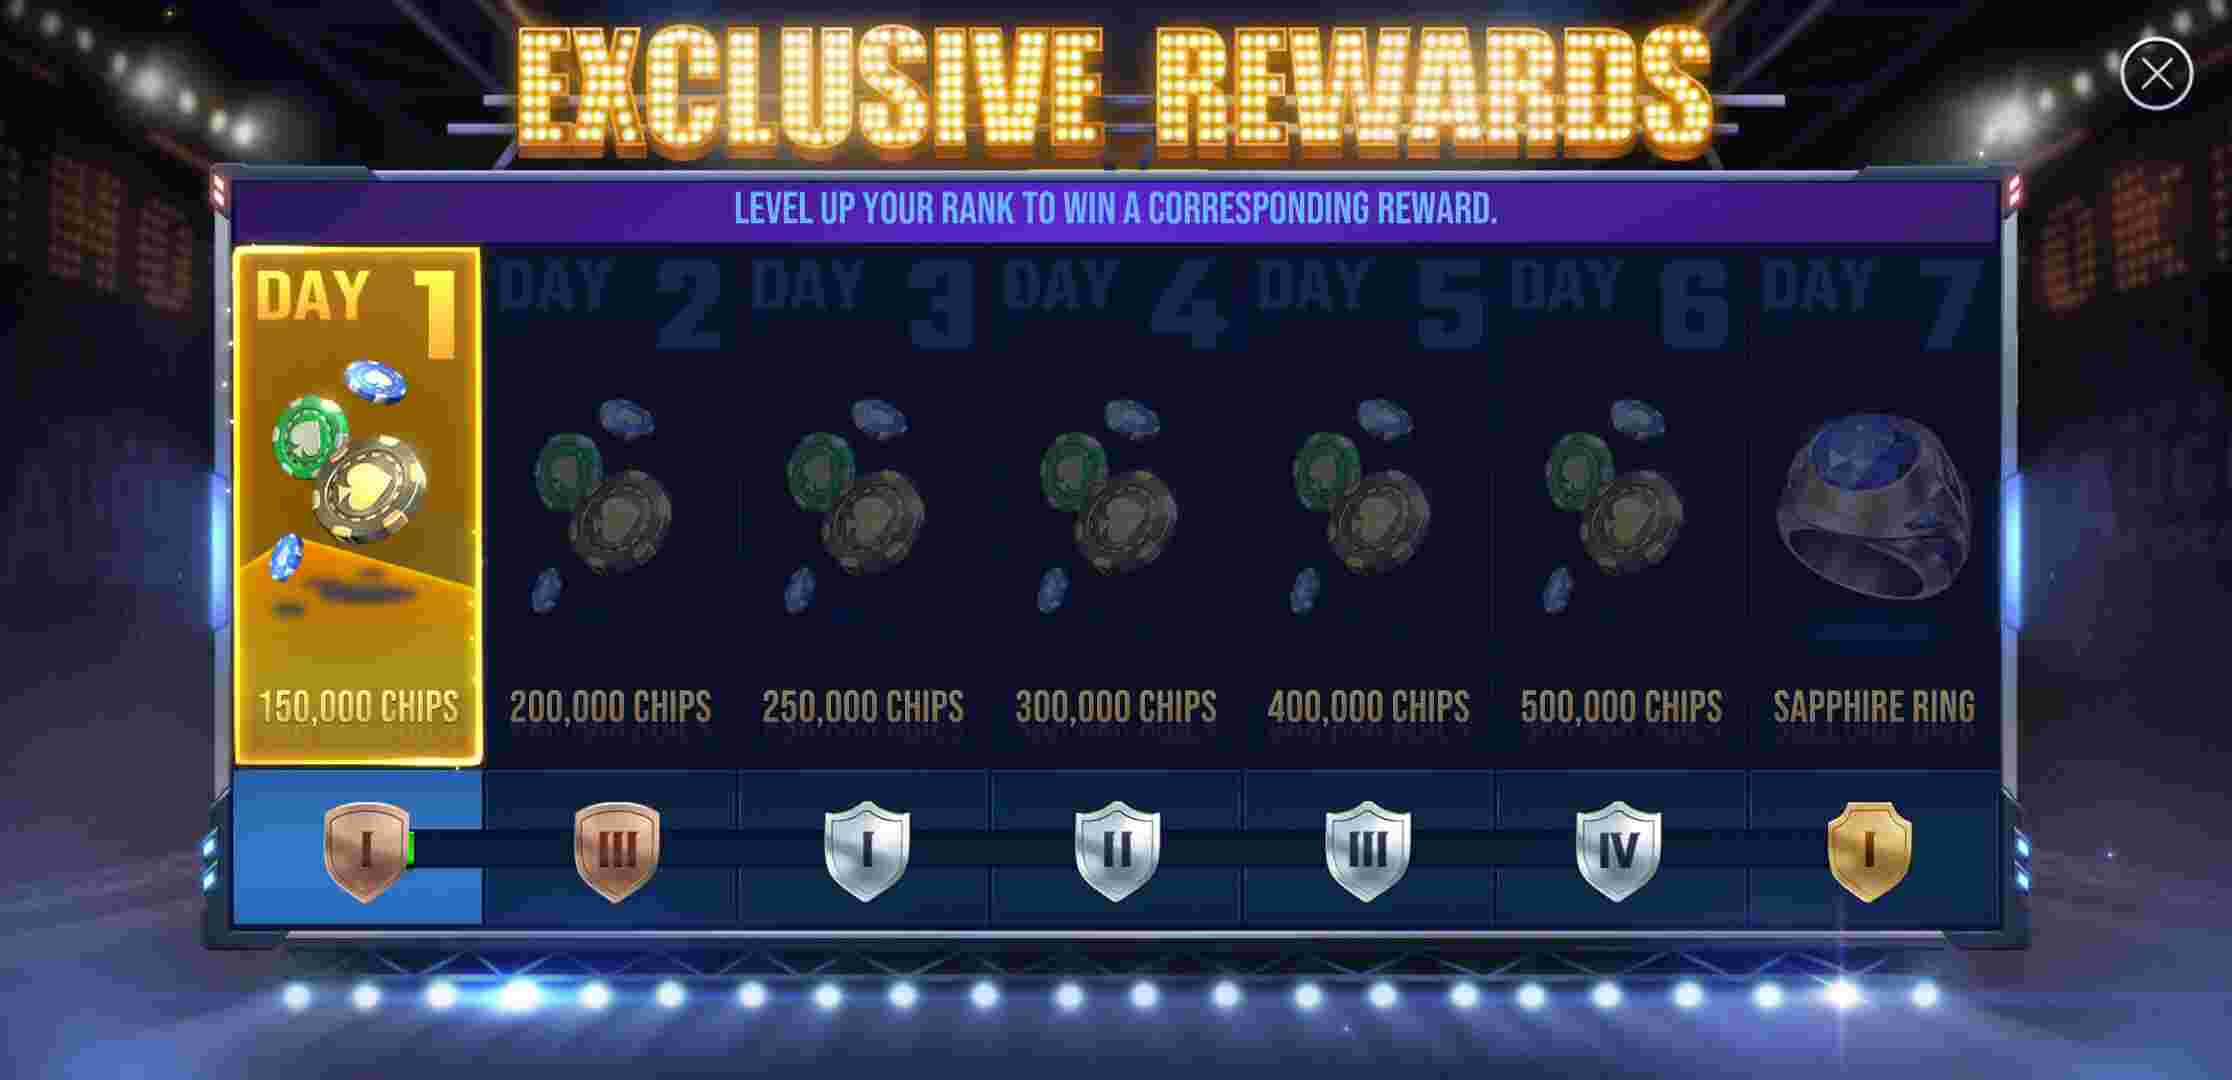 EXCLUSIVE REWARDS
LEVEL UP YOUR RANK TO WIN A CORRESPONDING REWARD.
DAY 1
DAY 2
DAY 3
DAY 4
DAY 5
DAY 6
DAY 7
150,000 CHIPS
200,000 CHIPS
250,000 CHIPS
300,000 CHIPS
400,000 CHIPS
500,000 CHIPS
SAPPHIRE RING
I
III
I
II
III
IV
I